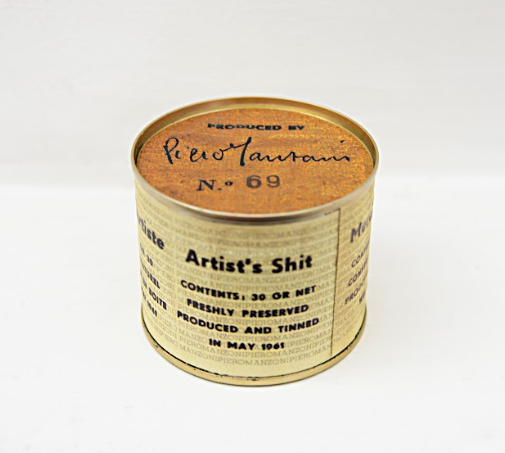 PRODUCED BY
Piero Manzoni
N.º 69
Artist's Shit
CONTENTS: 30 GR NET
FRESHLY PRESERVED
PRODUCED AND TINNED
IN MAY 1961
PIEROMANZONIPIEROMANZONI